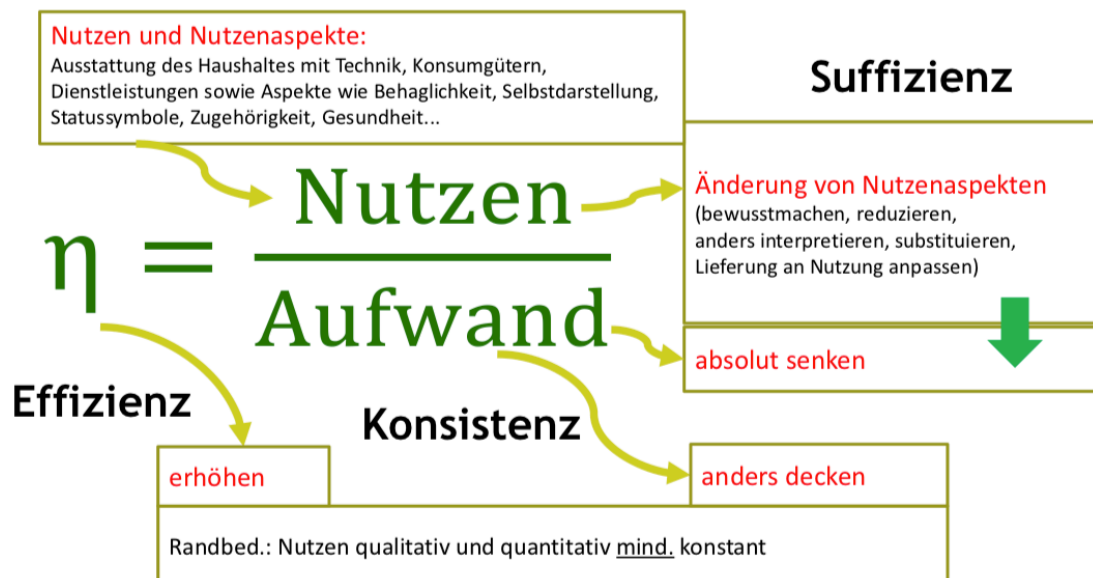 Nutzen und Nutzenaspekte:
Ausstattung des Haushaltes mit Technik, Konsumgütern,
Dienstleistungen sowie Aspekte wie Behaglichkeit, Selbstdarstellung,
Statussymbole, Zugehörigkeit, Gesundheit...
Suffizienz
Änderung von Nutzenaspekten
(bewusstmachen, reduzieren,
anders interpretieren, substituieren,
Lieferung an Nutzung anpassen)
η = Nutzen
Aufwand
absolut senken
Effizienz
Konsistenz
erhöhen
anders decken
Randbed.: Nutzen qualitativ und quantitativ mind. konstant